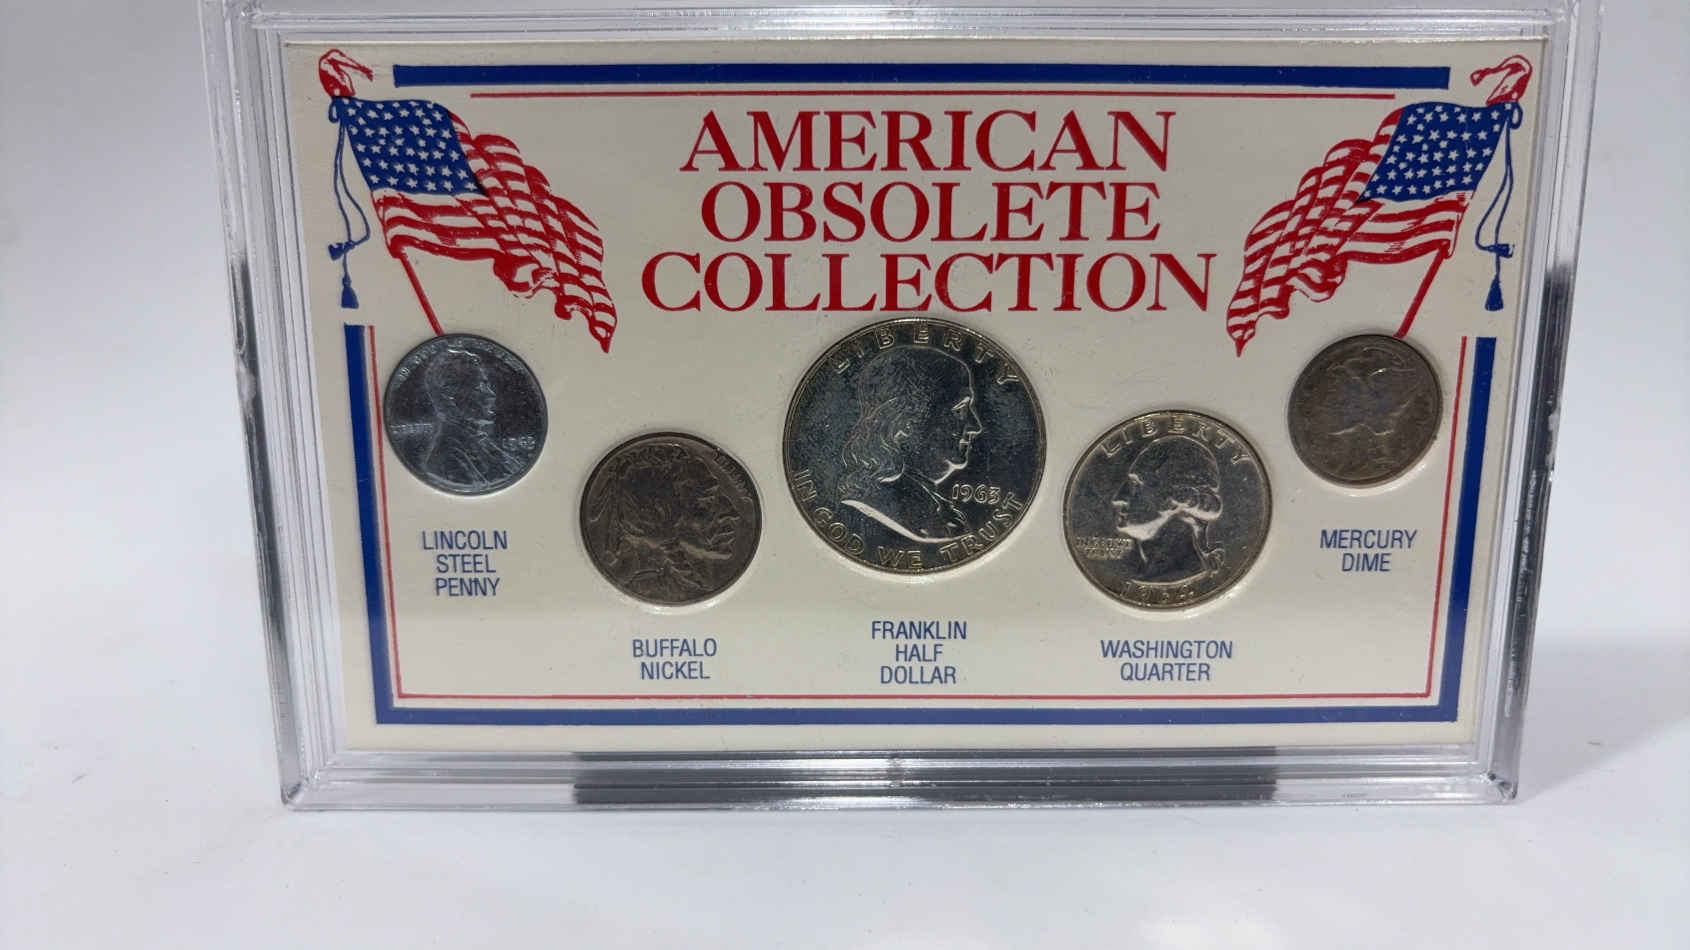 AMERICAN
OBSOLETE
COLLECTION
LIBERTY
1963
IN GOD WE TRUST
LIBERTY
LINCOLN
STEEL
PENNY
BUFFALO
NICKEL
FRANKLIN
HALF
DOLLAR
WASHINGTON
QUARTER
MERCURY
DIME